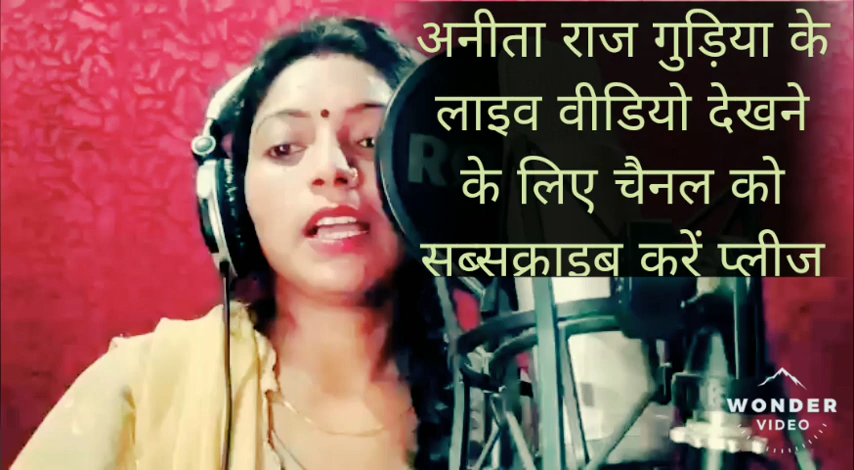 अनीता राज गुड़िया के
लाइव वीडियो देखने
के लिए चैनल को
सब्सक्राइब करें प्लीज
WONDER
VIDEO